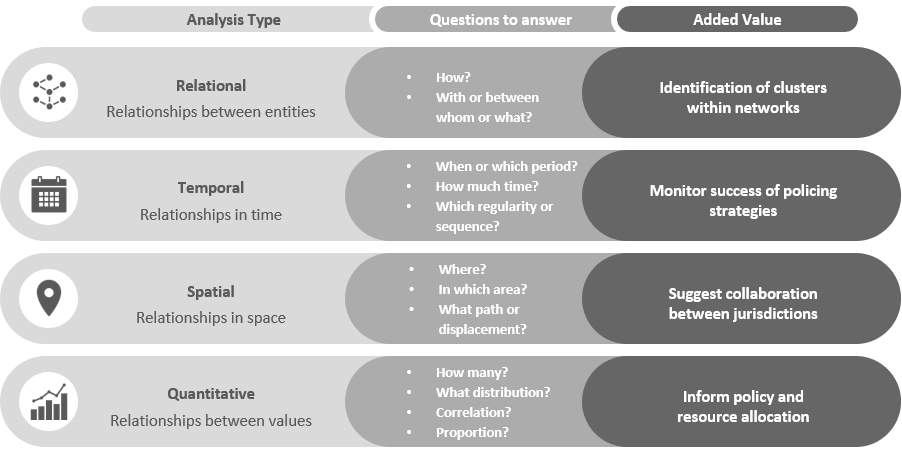 Analysis Type
Questions to answer
Added Value
Relational
Relationships between entities
• How?
• With or between
whom or what?
Identification of clusters
within networks
Temporal
Relationships in time
• When or which period?
• How much time?
• Which regularity or
sequence?
Monitor success of policing
strategies
Spatial
Relationships in space
• Where?
• In which area?
• What path or
displacement?
Suggest collaboration
between jurisdictions
Quantitative
Relationships between values
• How many?
• What distribution?
• Correlation?
• Proportion?
Inform policy and
resource allocation